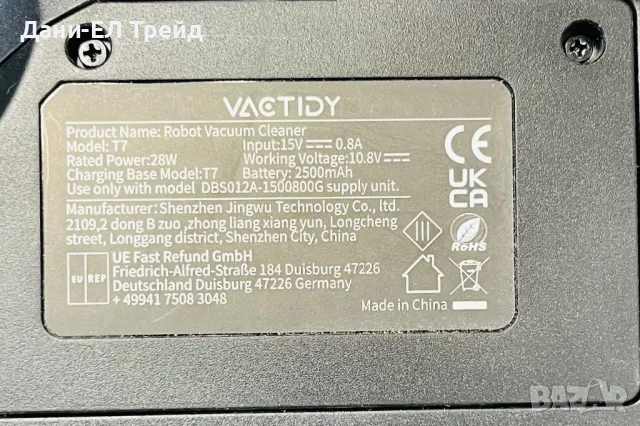 Дани-ЕЛ Трейд
VACTIDY
Product Name: Robot Vacuum Cleaner
Model: T7 Input:15V⎓0.8A
Rated Power:28W Working Voltage:10.8V⎓
Charging Base Model:T7 Battery: 2500mAh
Use only with model DBS012A-1500800G supply unit.
Manufacturer: Shenzhen Jingwu Technology Co., ltd.
2109,2 dong B zuo ,zhong liang xiang yun, Longcheng
street, Longgang district, Shenzhen City, China
EU REP
UE Fast Refund GmbH
Friedrich-Alfred-Straße 184 Duisburg 47226
Deutschland Duisburg 47226 Germany
+ 49941 7508 3048
CE
UK
CA
III
RoHS
Made in China
BAZAR